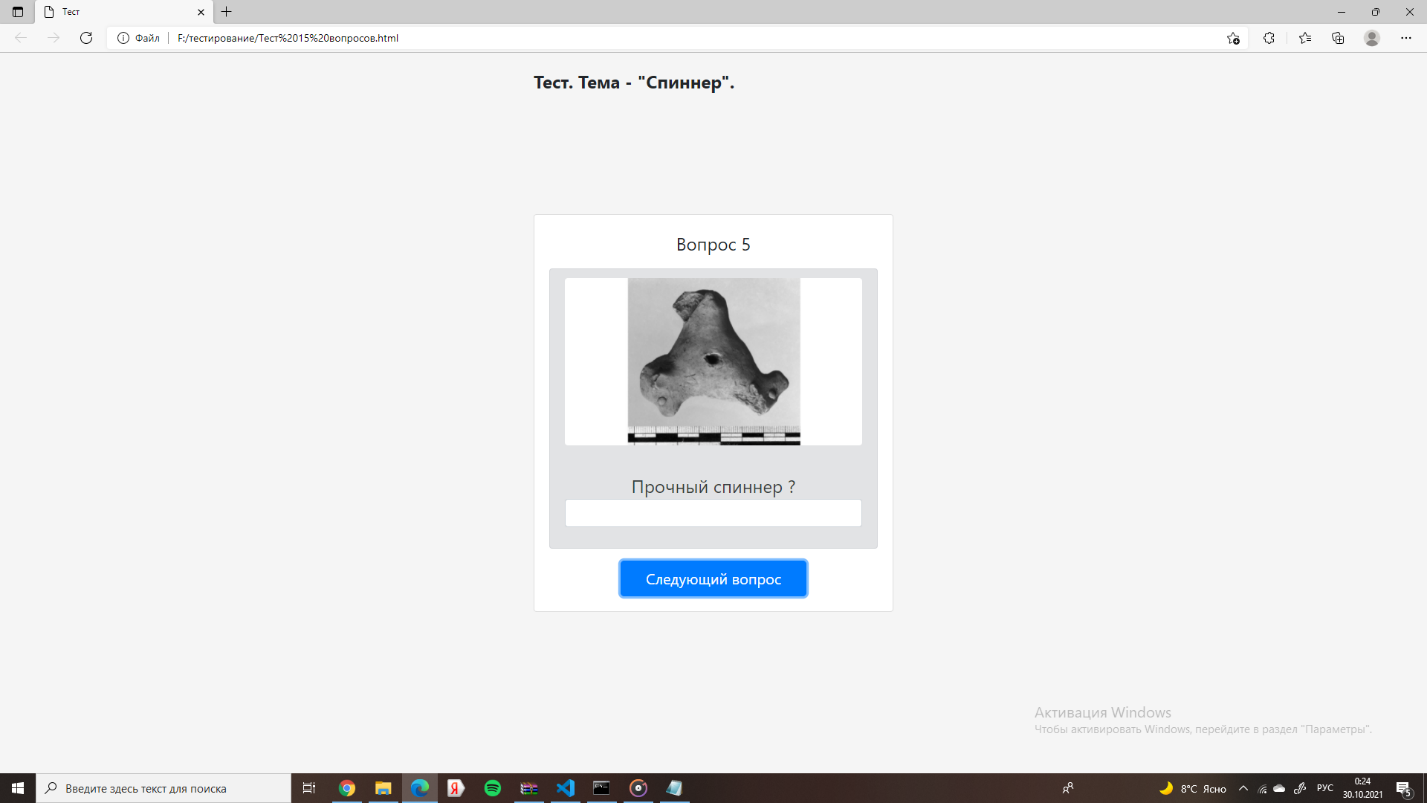 Тест
Файл
F:/тестирование/Тест%2015%20вопросов.html
Тест. Тема - "Спиннер".
Вопрос 5
Прочный спиннер ?
Следующий вопрос
Активация Windows
Чтобы активировать Windows, перейдите в раздел "Параметры".
Введите здесь текст для поиска
8°C Ясно
РУС
0:24
30.10.2021
5